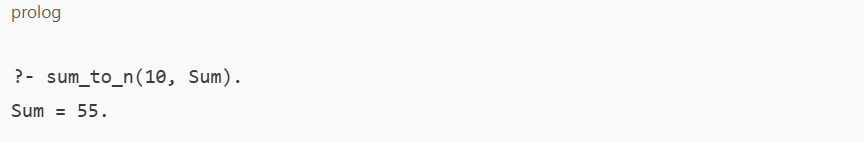 prolog
?- sum_to_n(10, Sum).
Sum = 55.